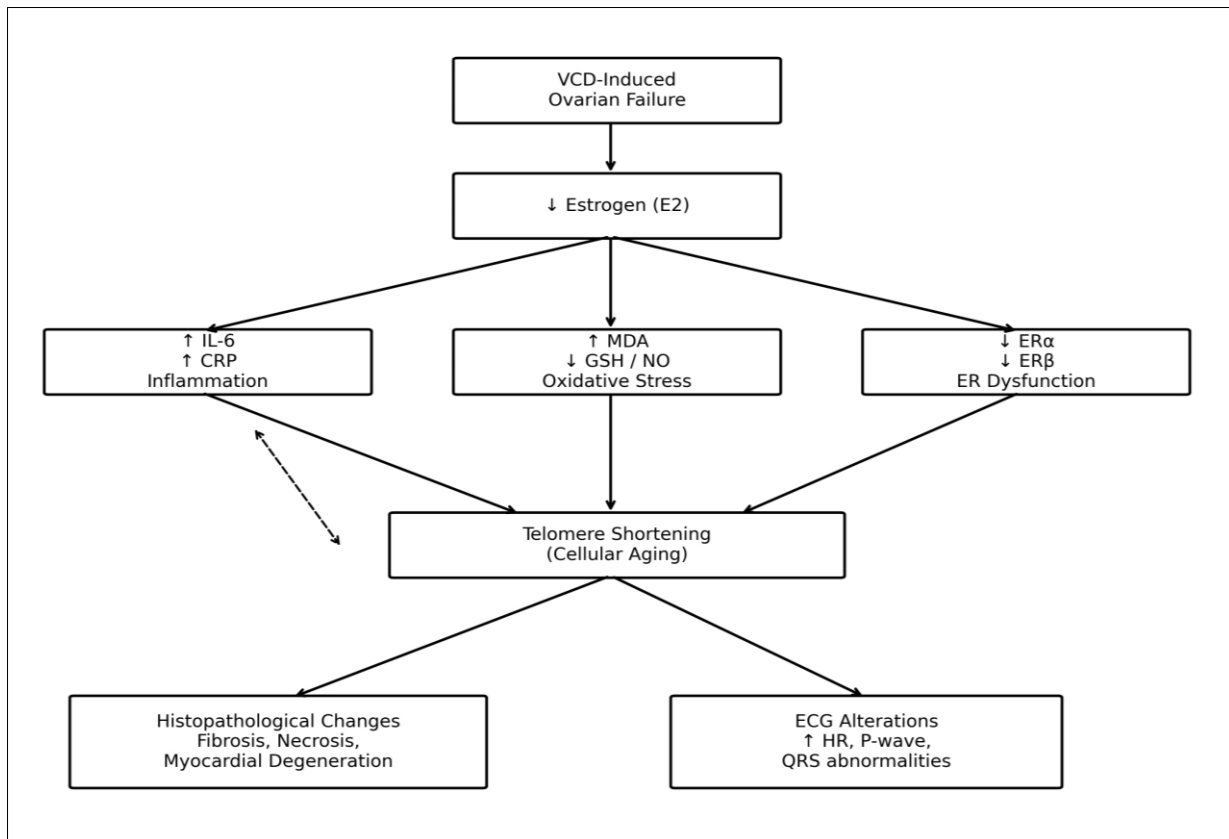 VCD-Induced
Ovarian Failure
↓ Estrogen (E2)
↑ IL-6
↑ CRP
Inflammation
↑ MDA
↓ GSH / NO
Oxidative Stress
↓ ERα
↓ ERβ
ER Dysfunction
Telomere Shortening
(Cellular Aging)
Histopathological Changes
Fibrosis, Necrosis,
Myocardial Degeneration
ECG Alterations
↑ HR, P-wave,
QRS abnormalities